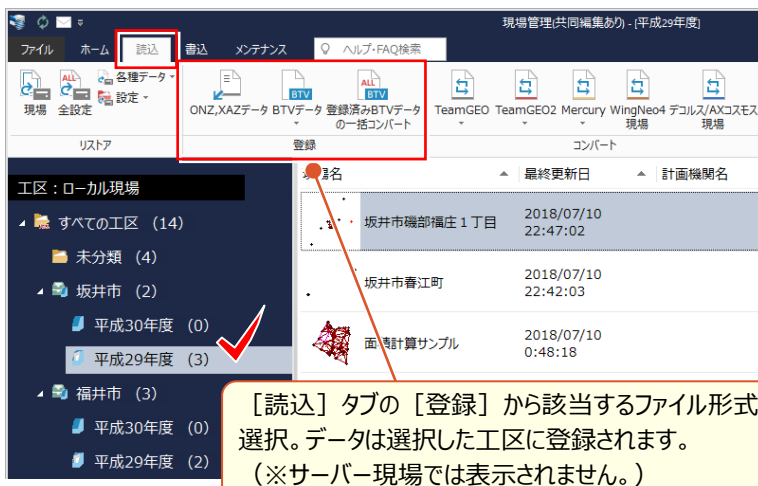 現場管理(共同編集あり) - [平成29年度]
ファイル ホーム 読込 書込 メンテナンス ヘルプ・FAQ検索
ALL 各種データ
設定
現場 全設定
リストア
BTV ALL BTV
ONZ,XAZデータ BTVデータ 登録済みBTVデータ
の一括コンバート
登録
TeamGEO TeamGEO2 Mercury WingNeo4 デコルス/AXコスモス
現場 現場
コンバート
工区:ローカル現場
すべての工区 (14)
未分類 (4)
坂井市 (2)
平成30年度 (0)
平成29年度 (3)
福井市 (3)
平成30年度 (0)
平成29年度 (2)
名 最終更新日 計画機関名
坂井市磯部福庄1丁目 2018/07/10
22:47:02
坂井市春江町 2018/07/10
22:42:03
面積計算サンプル 2018/07/10
0:48:18
[読込]タブの[登録]から該当するファイル形式
選択。データは選択した工区に登録されます。
(※サーバー現場では表示されません。)